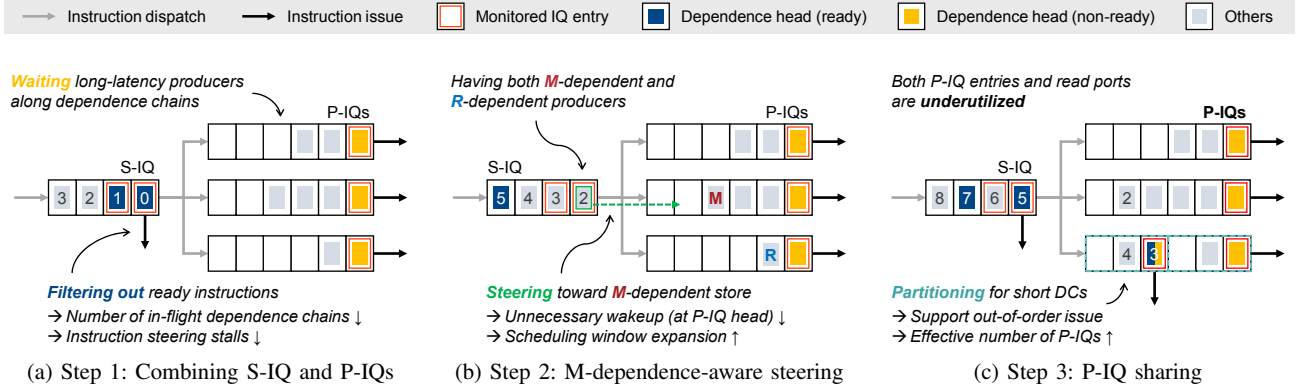 Instruction dispatch Instruction issue Monitored IQ entry Dependence head (ready) Dependence head (non-ready) Others
Waiting long-latency producers
along dependence chains
P-IQs
S-IQ
3 2 1 0
Filtering out ready instructions
→ Number of in-flight dependence chains ↓
→ Instruction steering stalls ↓
(a) Step 1: Combining S-IQ and P-IQs
Having both M-dependent and
R-dependent producers
P-IQs
S-IQ
5 4 3 2
M
R
Steering toward M-dependent store
→ Unnecessary wakeup (at P-IQ head) ↓
→ Scheduling window expansion ↑
(b) Step 2: M-dependence-aware steering
Both P-IQ entries and read ports
are underutilized
P-IQs
S-IQ
8 7 6 5
2
4 3
Partitioning for short DCs
→ Support out-of-order issue
→ Effective number of P-IQs ↑
(c) Step 3: P-IQ sharing